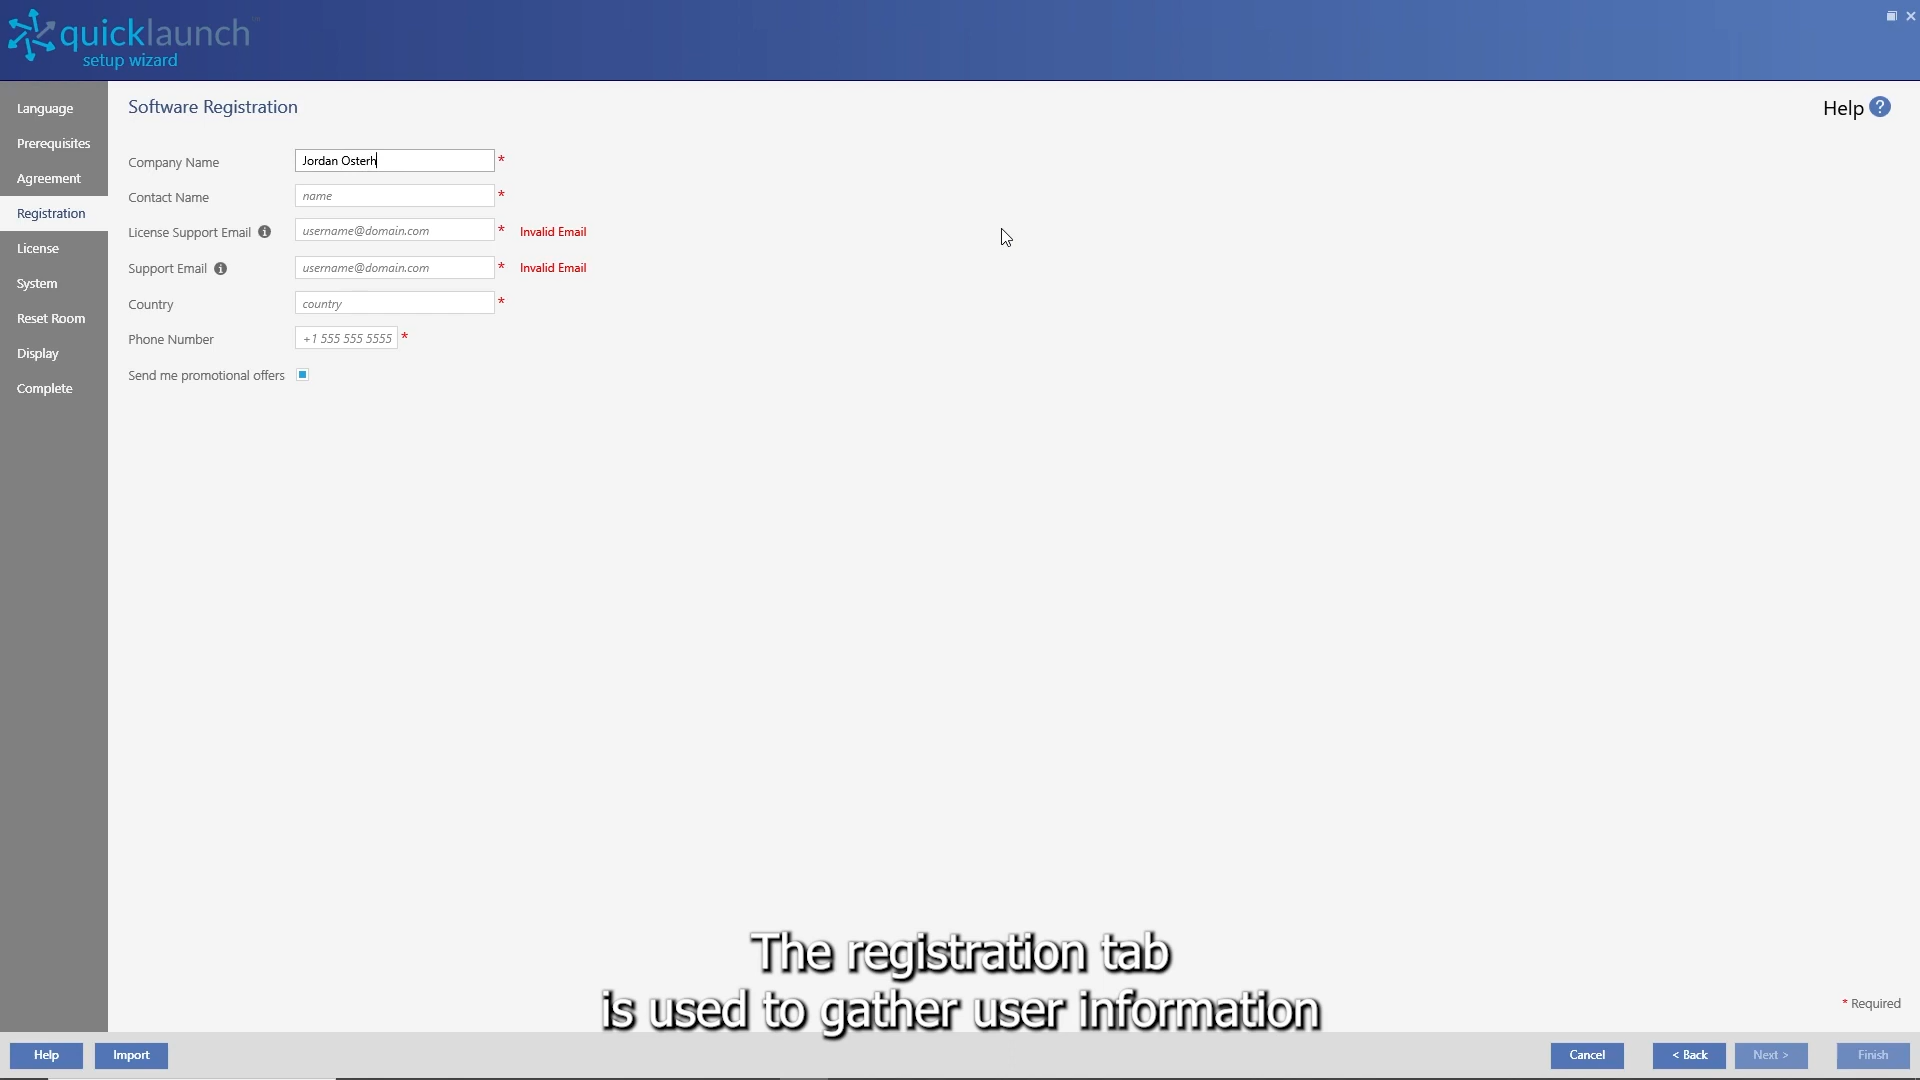 quicklaunch™
setup wizard
Language
Prerequisites
Agreement
Registration
License
System
Reset Room
Display
Complete
Software Registration
Help ?
Company Name Jordan Osterh *
Contact Name name *
License Support Email i username@domain.com * Invalid Email
Support Email i username@domain.com * Invalid Email
Country country *
Phone Number +1 555 555 5555 *
Send me promotional offers
The registration tab
is used to gather user information
* Required
Help Import Cancel < Back Next > Finish